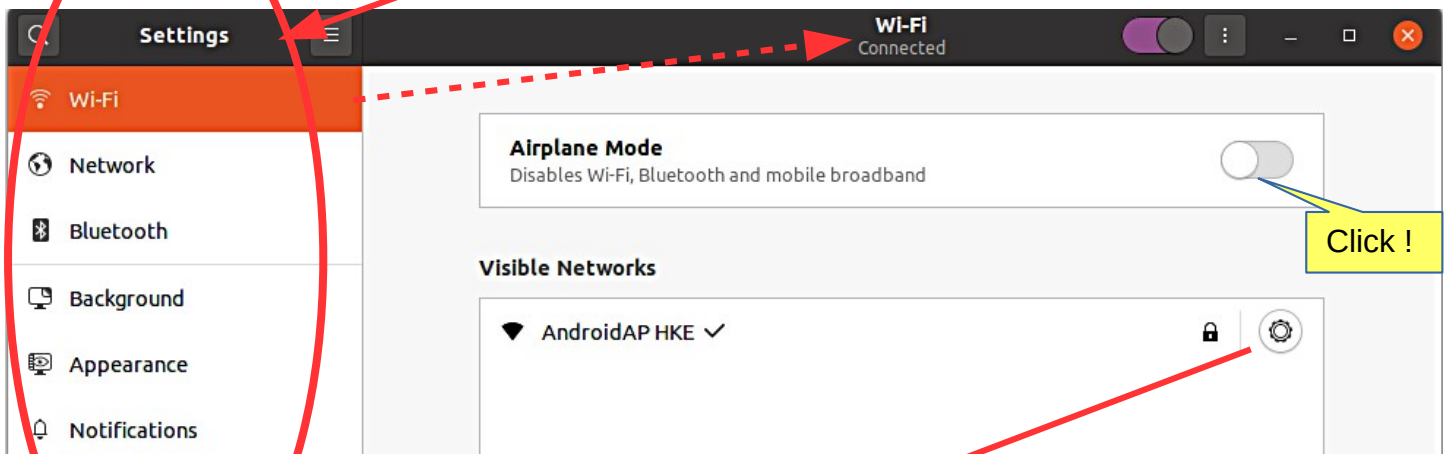 Settings
Wi-Fi
Connected
Wi-Fi
Network
Bluetooth
Background
Appearance
Notifications
Airplane Mode
Disables Wi-Fi, Bluetooth and mobile broadband
Click !
Visible Networks
AndroidAP HKE